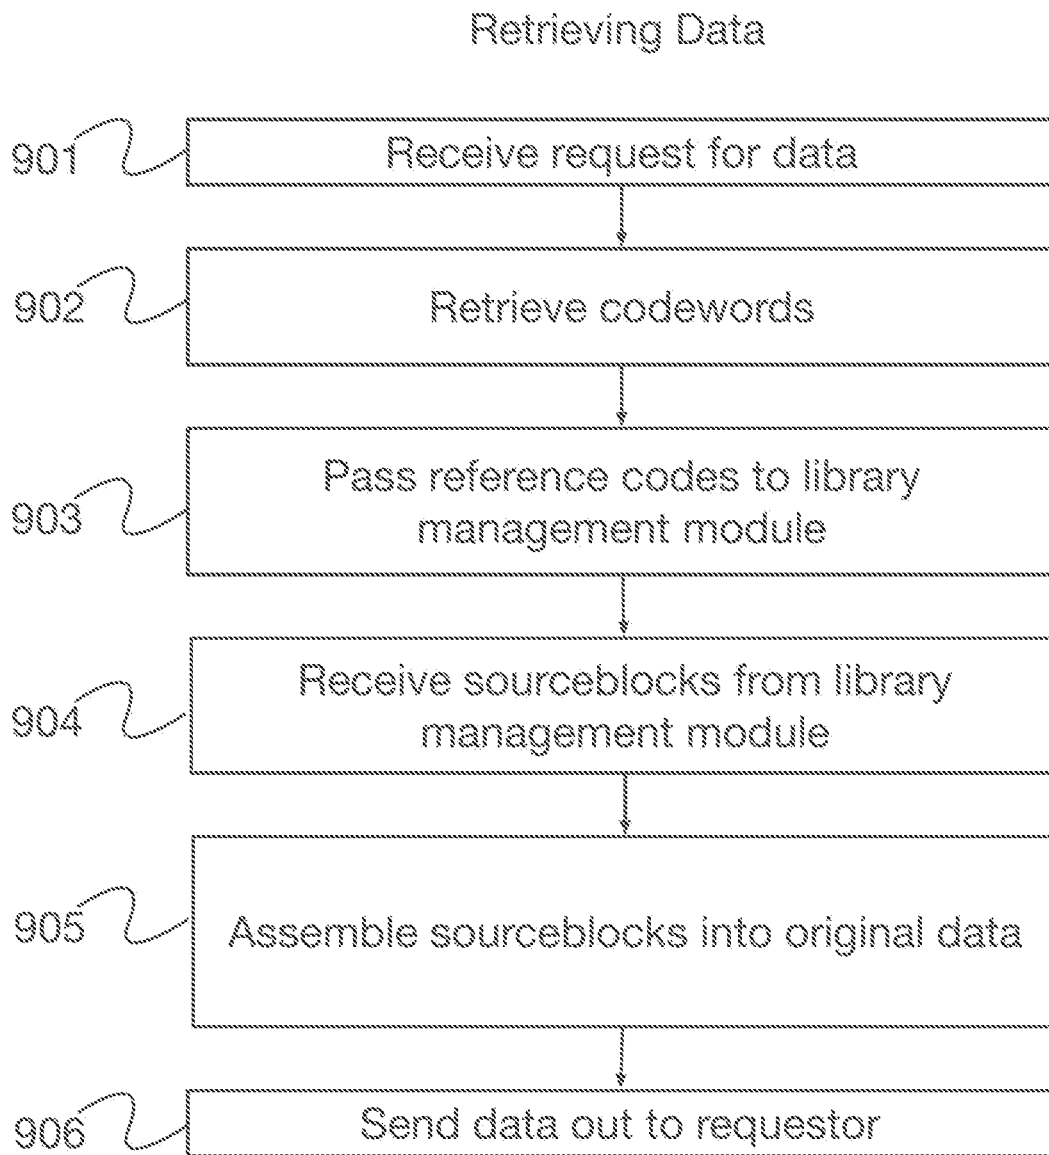 Retrieving Data
901
Receive request for data
902
Retrieve codewords
903
Pass reference codes to library
management module
904
Receive sourceblocks from library
management module
905
Assemble sourceblocks into original data
906
Send data out to requestor